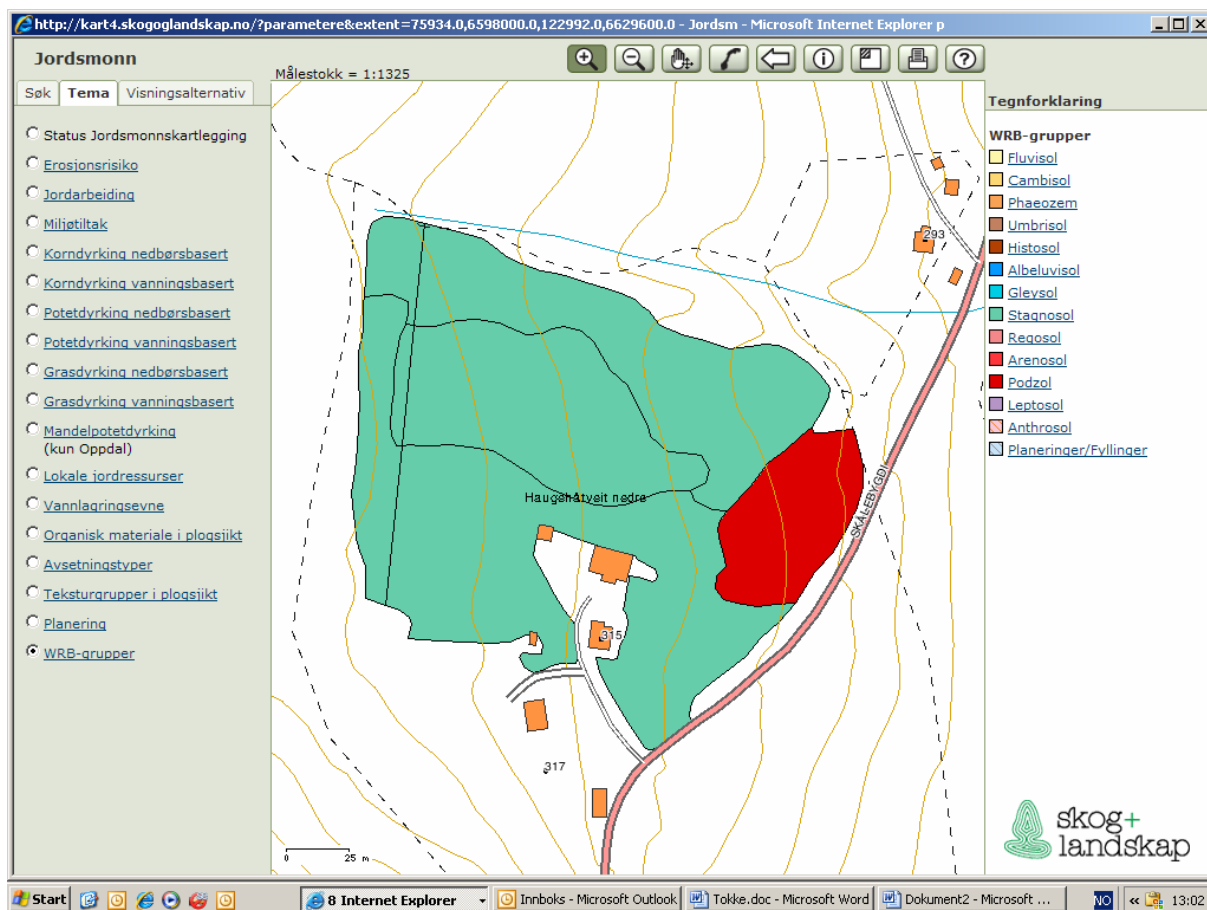 http://kart4.skogoglandskap.no/?parametere&extent=75934.0,6598000.0,122992.0,6629600.0 - Jordsm - Microsoft Internet Explorer p
Jordsmonn
Målestokk = 1:1325
Søk Tema Visningsalternativ
Status Jordsmonnskartlegging
Erosjonsrisiko
Jordarbeiding
Miljøtiltak
Korndyrking nedbørsbasert
Korndyrking vanningsbasert
Potetdyrking nedbørsbasert
Potetdyrking vanningsbasert
Grasdyrking nedbørsbasert
Grasdyrking vanningsbasert
Mandelpotetdyrking
(kun Oppdal)
Lokale jordressurser
Vannlagringsevne
Organisk materiale i plogsjikt
Avsetningstyper
Teksturgrupper i plogsjikt
Planering
WRB-grupper
293
SKÅLEBYGDI
Haugehåtveit nedre
315
317
0 25 m
Tegnforklaring
WRB-grupper
Fluvisol
Cambisol
Phaeozem
Umbrisol
Histosol
Albeluvisol
Gleysol
Stagnosol
Regosol
Arenosol
Podzol
Leptosol
Anthrosol
Planeringer/Fyllinger
skog+
landskap
Start 8 Internet Explorer Innboks - Microsoft Outlook Tokke.doc - Microsoft Word Dokument2 - Microsoft ... NO « 13:02